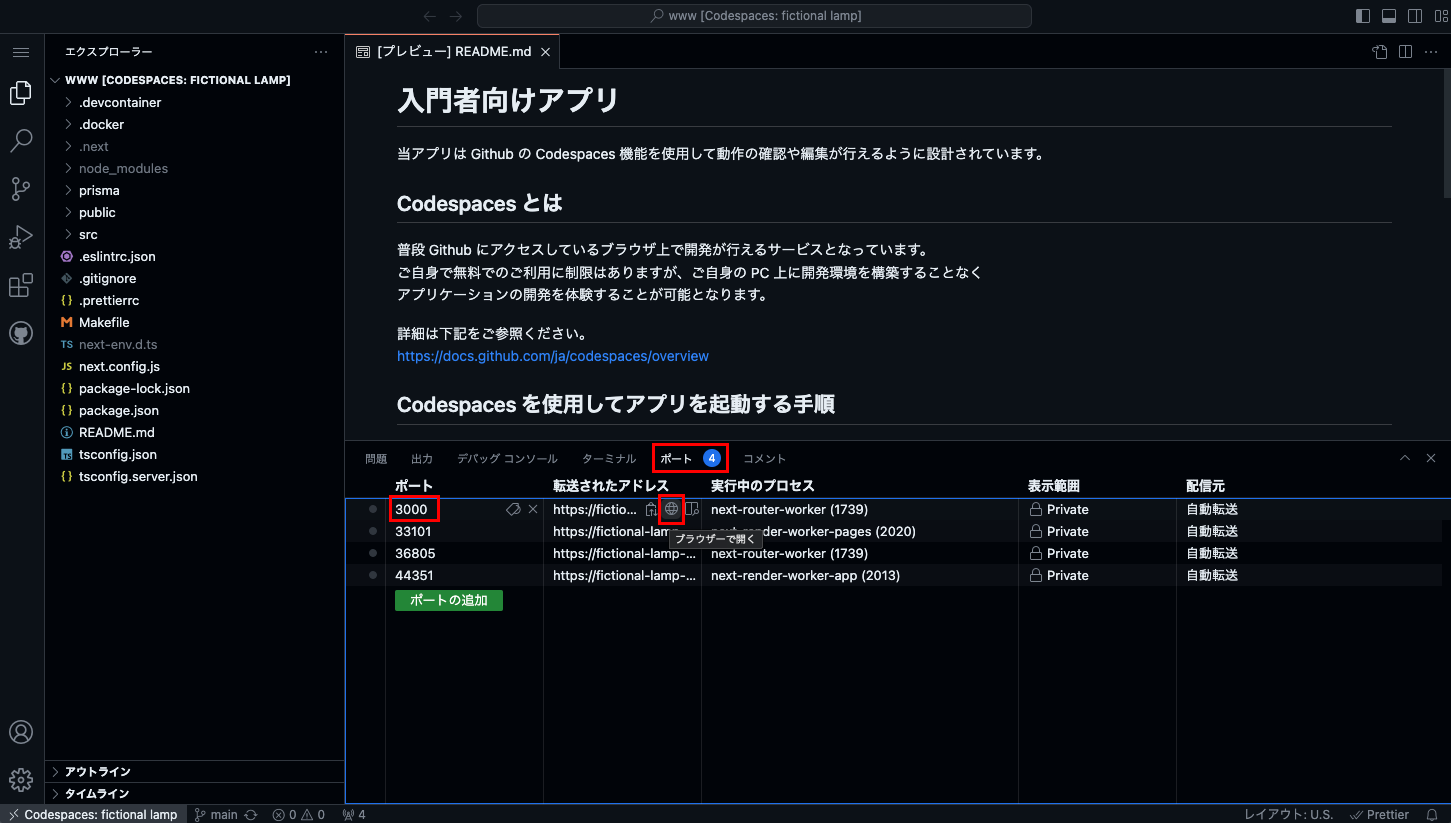 www [Codespaces: fictional lamp]
エクスプローラー
WWW [CODESPACES: FICTIONAL LAMP]
.devcontainer
.docker
.next
node_modules
prisma
public
src
.eslintrc.json
.gitignore
.prettierrc
Makefile
TS next-env.d.ts
JS next.config.js
package-lock.json
package.json
README.md
tsconfig.json
tsconfig.server.json
アウトライン
タイムライン
[プレビュー] README.md
入門者向けアプリ
当アプリは Github の Codespaces 機能を使用して動作の確認や編集が行えるように設計されています。
Codespaces とは
普段 Github にアクセスしているブラウザ上で開発が行えるサービスとなっています。
ご自身で無料でのご利用に制限はありますが、ご自身の PC 上に開発環境を構築することなく
アプリケーションの開発を体験することが可能となります。
詳細は下記をご参照ください。
https://docs.github.com/ja/codespaces/overview
Codespaces を使用してアプリを起動する手順
問題 出力 デバッグ コンソール ターミナル ポート 4 コメント
ポート 転送されたアドレス 実行中のプロセス 表示範囲 配信元
3000 https://fictio... next-router-worker (1739) Private 自動転送
33101 https://fictional-lamp- next-render-worker-pages (2020) Private 自動転送
ブラウザーで開く
36805 https://fictional-lamp-... next-router-worker (1739) Private 自動転送
44351 https://fictional-lamp-... next-render-worker-app (2013) Private 自動転送
ポートの追加
Codespaces: fictional lamp main 0 0 4 レイアウト: U.S. Prettier